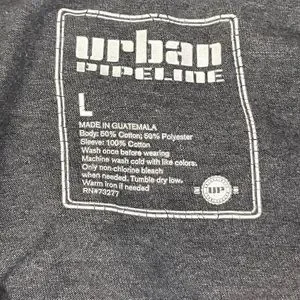 urban
PIPELINE
L
MADE IN GUATEMALA
Body: 50% Cotton; 50% Polyester
Sleeve: 100% Cotton
Wash once before wearing
Machine wash cold with like colors:
Only non-chlorine bleach
when needed. Tumble dry low.
Warm iron if needed
RN#73277
UP